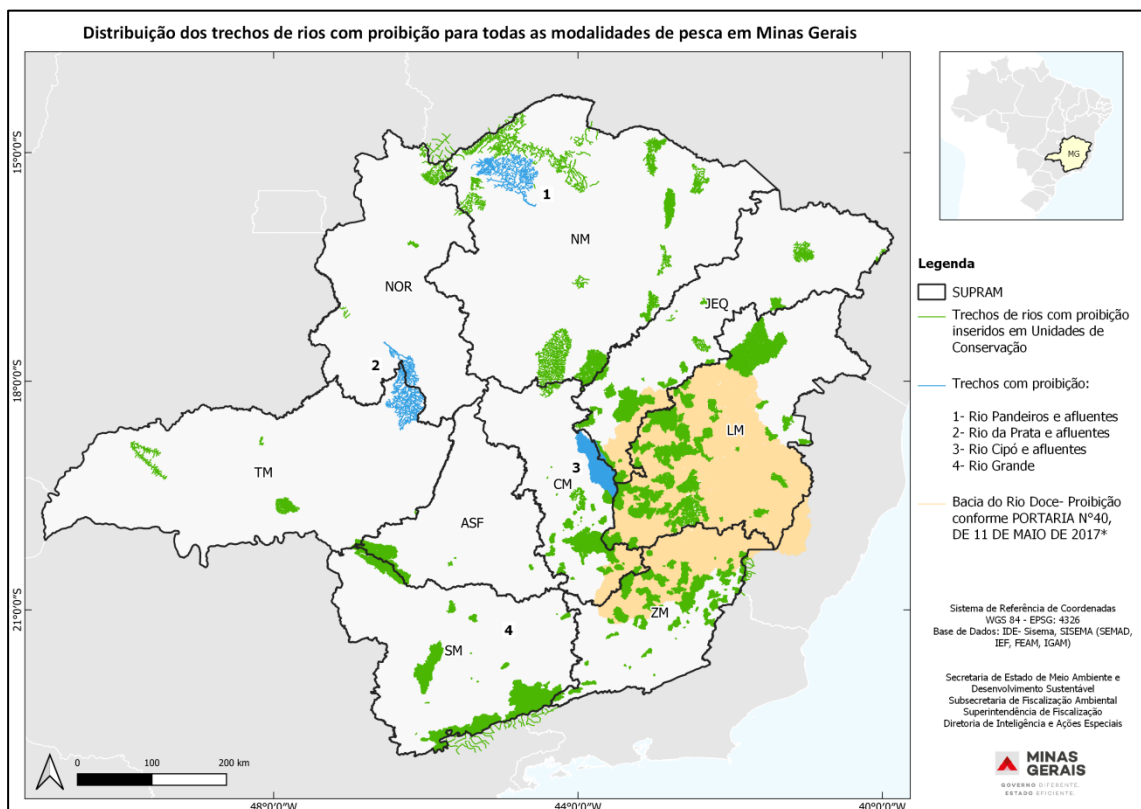 Distribuição dos trechos de rios com proibição para todas as modalidades de pesca em Minas Gerais
MG
15°0'0"S
18°0'0"S
21°0'0"S
1
NM
NOR
JEQ
2
LM
TM
3
CM
ASF
ZM
4
SM
0 100 200 km
48°0'0"W
44°0'0"W
40°0'0"W
Legenda
SUPRAM
Trechos de rios com proibição
inseridos em Unidades de
Conservação
Trechos com proibição:
1- Rio Pandeiros e afluentes
2- Rio da Prata e afluentes
3- Rio Cipó e afluentes
4- Rio Grande
Bacia do Rio Doce- Proibição
conforme PORTARIA N°40,
DE 11 DE MAIO DE 2017*
Sistema de Referência de Coordenadas
WGS 84 - EPSG: 4326
Base de Dados: IDE- Sisema, SISEMA (SEMAD,
IEF, FEAM, IGAM)
Secretaria de Estado de Meio Ambiente e
Desenvolvimento Sustentável
Subsecretaria de Fiscalização Ambiental
Superintendência de Fiscalização
Diretoria de Inteligência e Ações Especiais
MINAS
GERAIS
GOVERNO DIFERENTE.
ESTADO EFICIENTE.